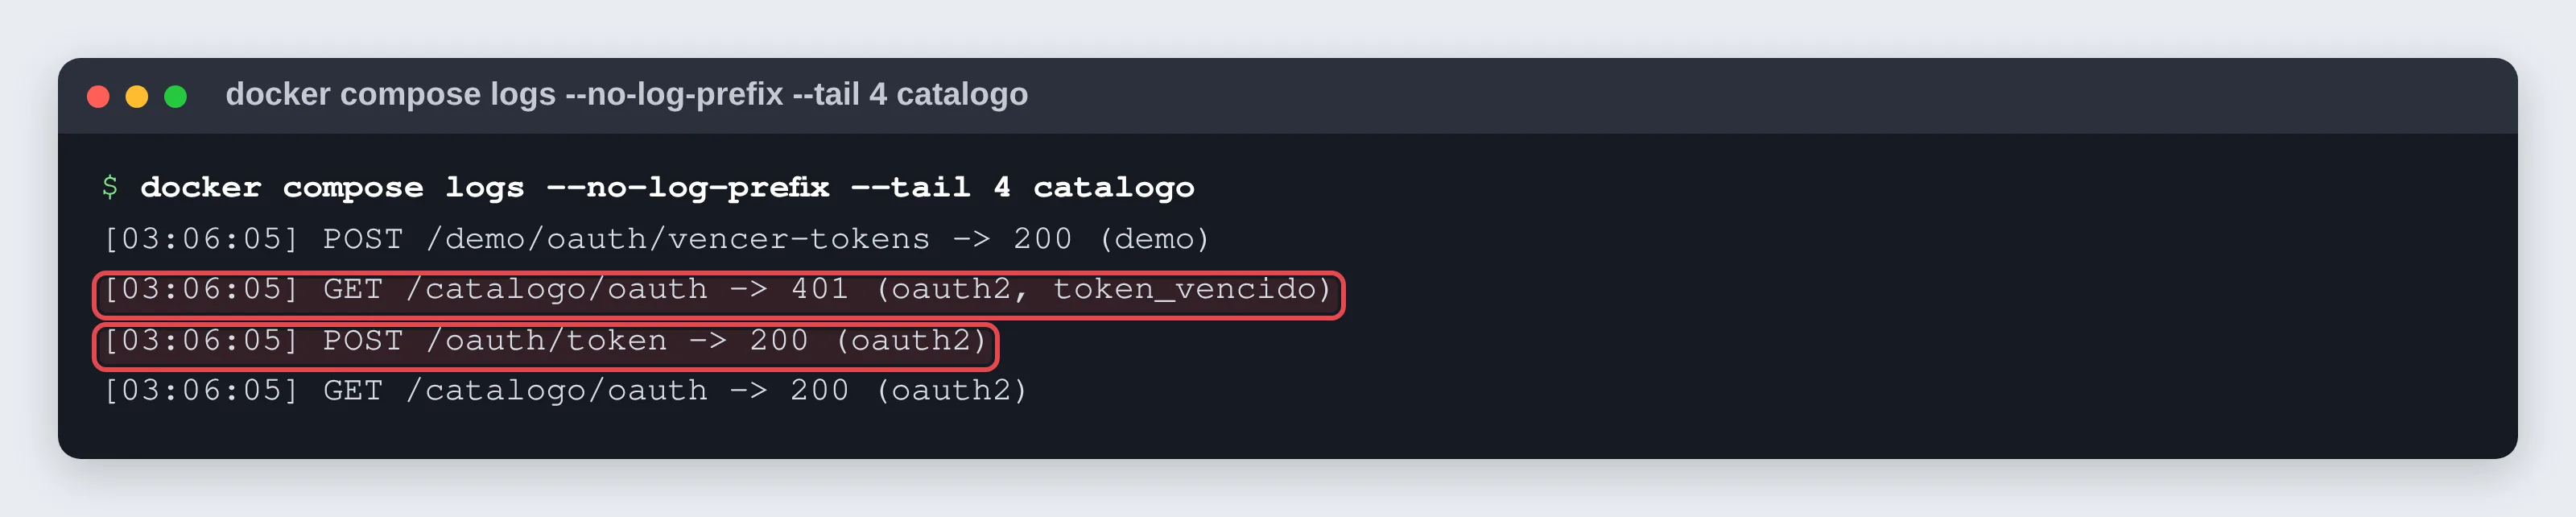 docker compose logs --no-log-prefix --tail 4 catalogo
$ docker compose logs --no-log-prefix --tail 4 catalogo
[03:06:05] POST /demo/oauth/vencer-tokens -> 200 (demo)
[03:06:05] GET /catalogo/oauth -> 401 (oauth2, token_vencido)
[03:06:05] POST /oauth/token -> 200 (oauth2)
[03:06:05] GET /catalogo/oauth -> 200 (oauth2)